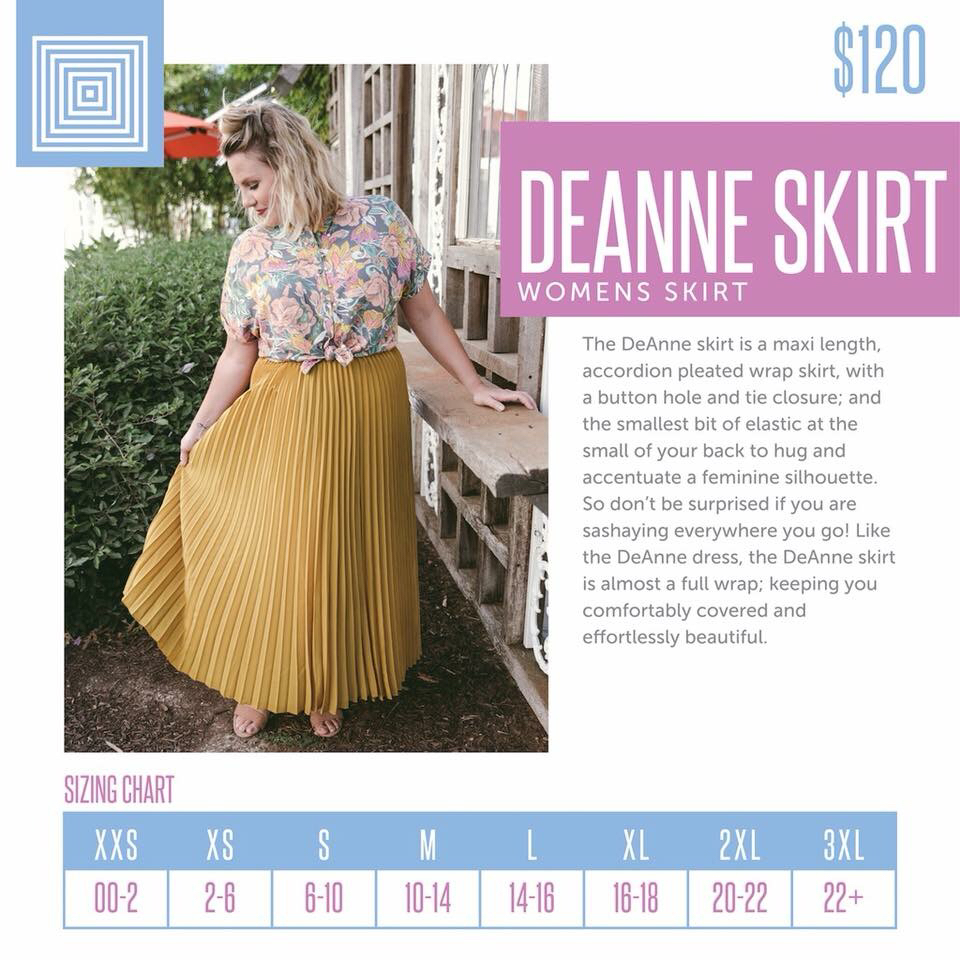 $120
DEANNE SKIRT
WOMENS SKIRT
The DeAnne skirt is a maxi length,
accordion pleated wrap skirt, with
a button hole and tie closure; and
the smallest bit of elastic at the
small of your back to hug and
accentuate a feminine silhouette.
So don’t be surprised if you are
sashaying everywhere you go! Like
the DeAnne dress, the DeAnne skirt
is almost a full wrap; keeping you
comfortably covered and
effortlessly beautiful.
SIZING CHART
XXS XS S M L XL 2XL 3XL
00-2 2-6 6-10 10-14 14-16 16-18 20-22 22+